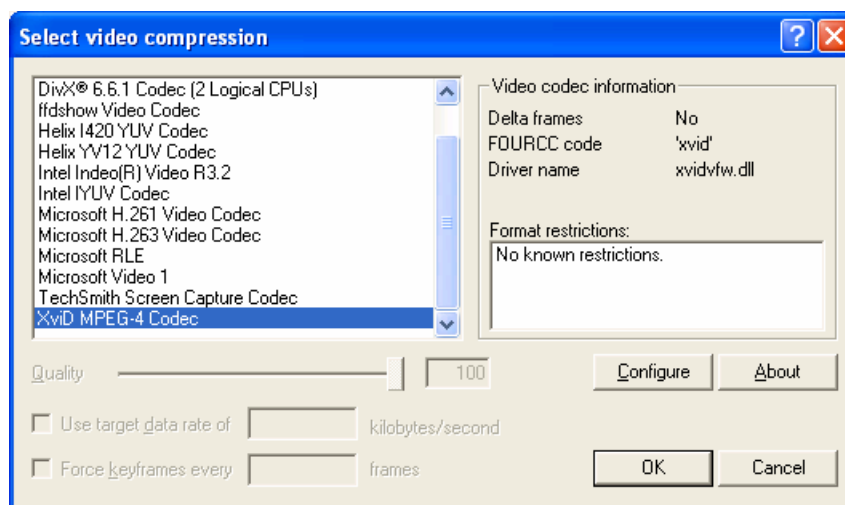 Select video compression
DivX® 6.6.1 Codec (2 Logical CPUs)
ffdshow Video Codec
Helix I420 YUV Codec
Helix YV12 YUV Codec
Intel Indeo(R) Video R3.2
Intel IYUV Codec
Microsoft H.261 Video Codec
Microsoft H.263 Video Codec
Microsoft RLE
Microsoft Video 1
TechSmith Screen Capture Codec
XviD MPEG-4 Codec
Video codec information
Delta frames No
FOURCC code 'xvid'
Driver name xvidvfw.dll
Format restrictions:
No known restrictions.
Quality 100
Configure About
Use target data rate of kilobytes/second
Force keyframes every frames
OK Cancel